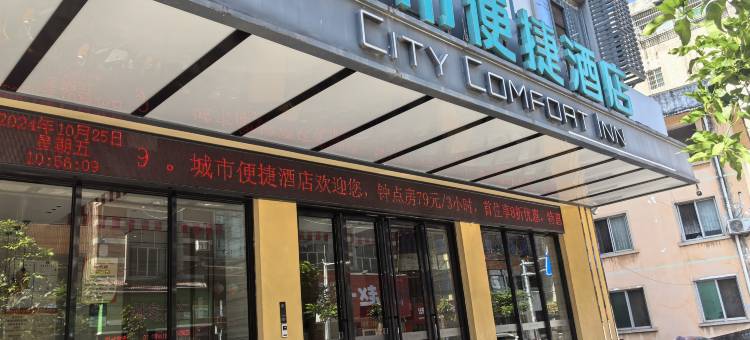 市便捷酒店
CITY COMFORT INN
2024年10月25日
星期五
10:56:09
9 。城市便捷酒店欢迎您，钟点房79元/3小时，首住享8折优惠，